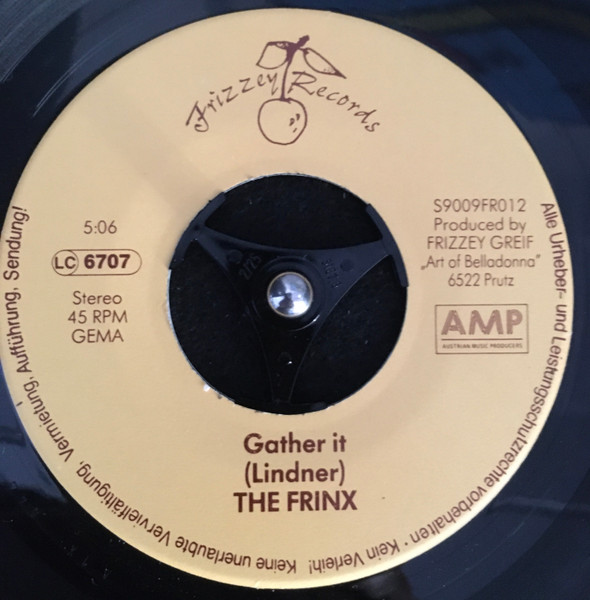 Frizzey Records
5:06
LC 6707
Stereo
45 RPM
GEMA
S9009FR012
Produced by
FRIZZEY GREIF
„Art of Belladonna"
6522 Prutz
AMP
AUSTRIAN MUSIC PRODUCERS
Gather it
(Lindner)
THE FRINX
Alle Urheber- und Leistungsschutzrechte vorbehalten · Kein Verleih! Keine unerlaubte Vervielfältigung, Vermietung, Aufführung, Sendung!